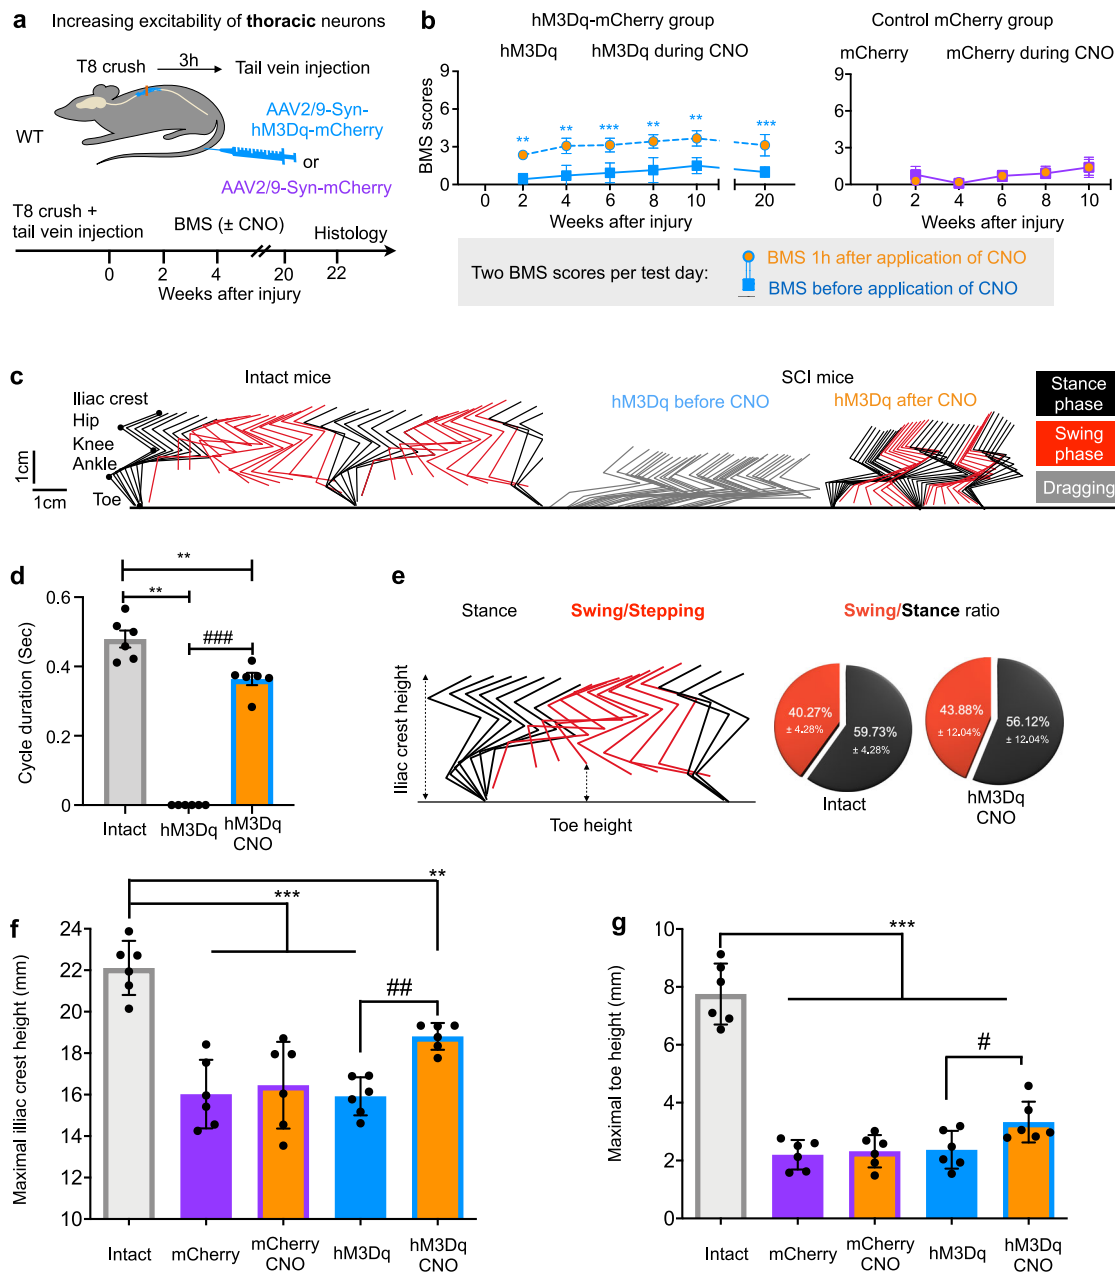 a
Increasing excitability of thoracic neurons
T8 crush
3h
Tail vein injection
WT
AAV2/9-Syn-
hM3Dq-mCherry
or
AAV2/9-Syn-mCherry
T8 crush +
tail vein injection
BMS (± CNO)
Histology
0 2 4 20 22
Weeks after injury
b
hM3Dq-mCherry group
hM3Dq hM3Dq during CNO
BMS scores
9
6
3
0
** ** *** ** ** ***
0 2 4 6 8 10 20
Weeks after injury
Control mCherry group
mCherry mCherry during CNO
9
6
3
0
0 2 4 6 8 10
Weeks after injury
Two BMS scores per test day:
BMS 1h after application of CNO
BMS before application of CNO
c
Intact mice
SCI mice
hM3Dq before CNO
hM3Dq after CNO
Iliac crest
Hip
Knee
Ankle
Toe
1cm
1cm
Stance
phase
Swing
phase
Dragging
d
**
**
###
Cycle duration (Sec)
0.6
0.4
0.2
0
Intact
hM3Dq
hM3Dq
CNO
e
Stance
Swing/Stepping
Iliac crest height
Toe height
Swing/Stance ratio
40.27%
± 4.28%
59.73%
± 4.28%
Intact
43.88%
± 12.04%
56.12%
± 12.04%
hM3Dq
CNO
f
**
***
##
Maximal Illiac crest height (mm)
24
22
20
18
16
14
12
10
Intact
mCherry
mCherry
CNO
hM3Dq
hM3Dq
CNO
g
***
#
Maximal toe height (mm)
10
8
6
4
2
0
Intact
mCherry
mCherry
CNO
hM3Dq
hM3Dq
CNO